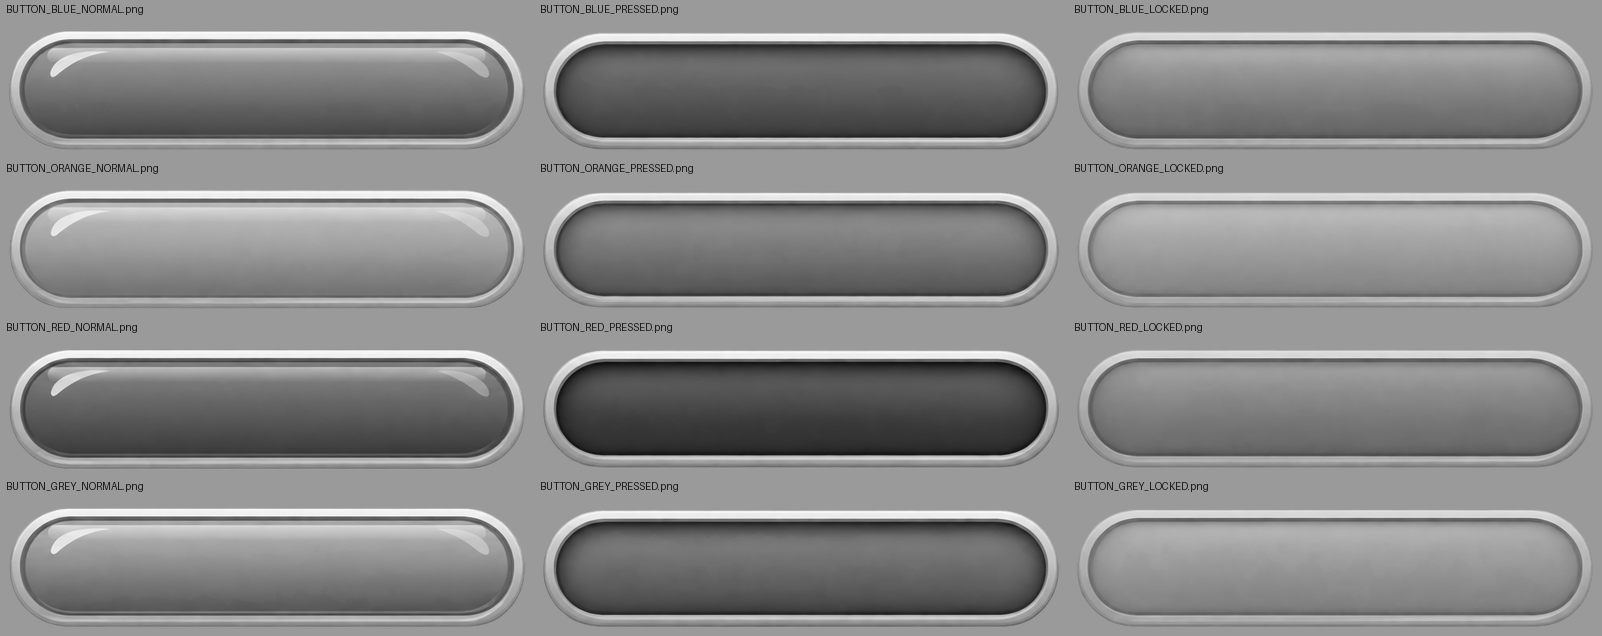 BUTTON_BLUE_NORMAL.png
BUTTON_BLUE_PRESSED.png
BUTTON_BLUE_LOCKED.png
BUTTON_ORANGE_NORMAL.png
BUTTON_ORANGE_PRESSED.png
BUTTON_ORANGE_LOCKED.png
BUTTON_RED_NORMAL.png
BUTTON_RED_PRESSED.png
BUTTON_RED_LOCKED.png
BUTTON_GREY_NORMAL.png
BUTTON_GREY_PRESSED.png
BUTTON_GREY_LOCKED.png